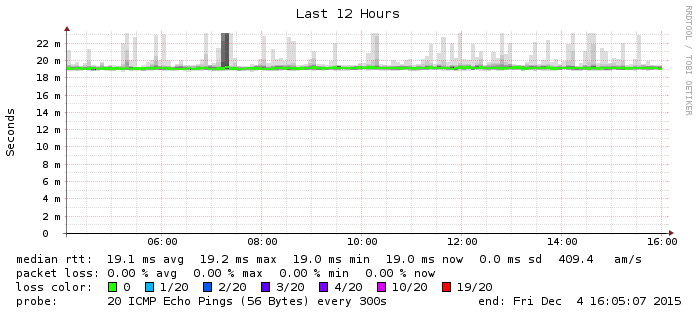 Last 12 Hours
RRDTOOL / TOBI OETIKER
Seconds
22 m
20 m
18 m
16 m
14 m
12 m
10 m
8 m
6 m
4 m
2 m
0
06:00 08:00 10:00 12:00 14:00 16:00
median rtt: 19.1 ms avg 19.2 ms max 19.0 ms min 19.0 ms now 0.0 ms sd 409.4 am/s
packet loss: 0.00 % avg 0.00 % max 0.00 % min 0.00 % now
loss color: 0 1/20 2/20 3/20 4/20 10/20 19/20
probe: 20 ICMP Echo Pings (56 Bytes) every 300s end: Fri Dec 4 16:05:07 2015